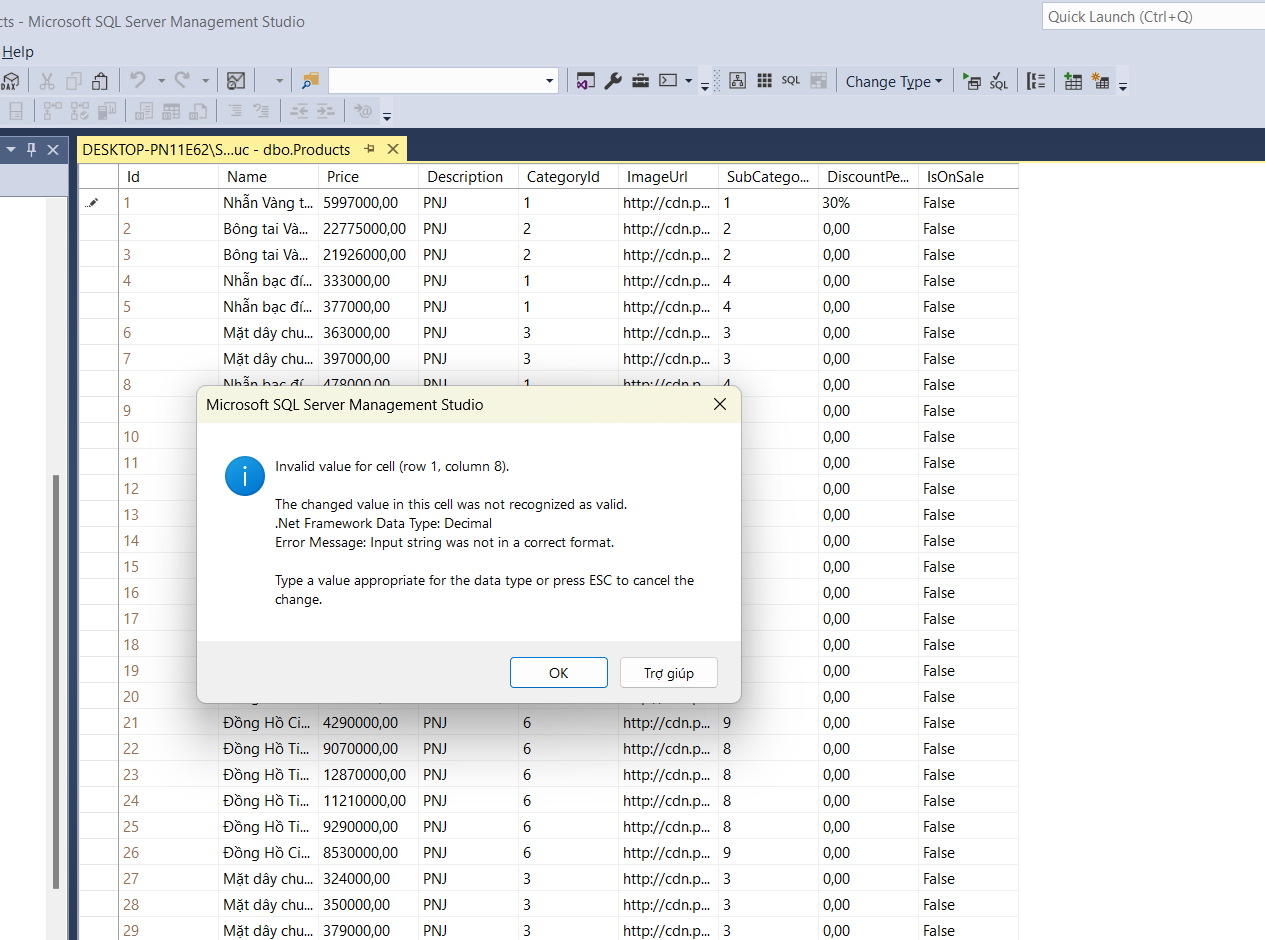 cts - Microsoft SQL Server Management Studio
Quick Launch (Ctrl+Q)
Help
DAX
SQL
Change Type
SQL
DESKTOP-PN11E62\S...uc - dbo.Products
Id Name Price Description CategoryId ImageUrl SubCatego... DiscountPe... IsOnSale
1 Nhẫn Vàng t... 5997000,00 PNJ 1 http://cdn.p... 1 30% False
2 Bông tai Và... 22775000,00 PNJ 2 http://cdn.p... 2 0,00 False
3 Bông tai Và... 21926000,00 PNJ 2 http://cdn.p... 2 0,00 False
4 Nhẫn bạc đí... 333000,00 PNJ 1 http://cdn.p... 4 0,00 False
5 Nhẫn bạc đí... 377000,00 PNJ 1 http://cdn.p... 4 0,00 False
6 Mặt dây chu... 363000,00 PNJ 3 http://cdn.p... 3 0,00 False
7 Mặt dây chu... 397000,00 PNJ 3 http://cdn.p... 3 0,00 False
8 Nhẫn bạc đí... 478000,00 PNJ 1 http://cdn.p... 4 0,00 False
9 0,00 False
10 0,00 False
11 0,00 False
12 0,00 False
13 0,00 False
14 0,00 False
15 0,00 False
16 0,00 False
17 0,00 False
18 0,00 False
19 0,00 False
20 0,00 False
Microsoft SQL Server Management Studio
Invalid value for cell (row 1, column 8).
The changed value in this cell was not recognized as valid.
.Net Framework Data Type: Decimal
Error Message: Input string was not in a correct format.
Type a value appropriate for the data type or press ESC to cancel the
change.
OK
Trợ giúp
21 Đồng Hồ Ci... 4290000,00 PNJ 6 http://cdn.p... 9 0,00 False
22 Đồng Hồ Ti... 9070000,00 PNJ 6 http://cdn.p... 8 0,00 False
23 Đồng Hồ Ti... 12870000,00 PNJ 6 http://cdn.p... 8 0,00 False
24 Đồng Hồ Ti... 11210000,00 PNJ 6 http://cdn.p... 8 0,00 False
25 Đồng Hồ Ti... 9290000,00 PNJ 6 http://cdn.p... 8 0,00 False
26 Đồng Hồ Ci... 8530000,00 PNJ 6 http://cdn.p... 9 0,00 False
27 Mặt dây chu... 324000,00 PNJ 3 http://cdn.p... 3 0,00 False
28 Mặt dây chu... 350000,00 PNJ 3 http://cdn.p... 3 0,00 False
29 Mặt dây chu... 379000,00 PNJ 3 http://cdn.p... 3 0,00 False